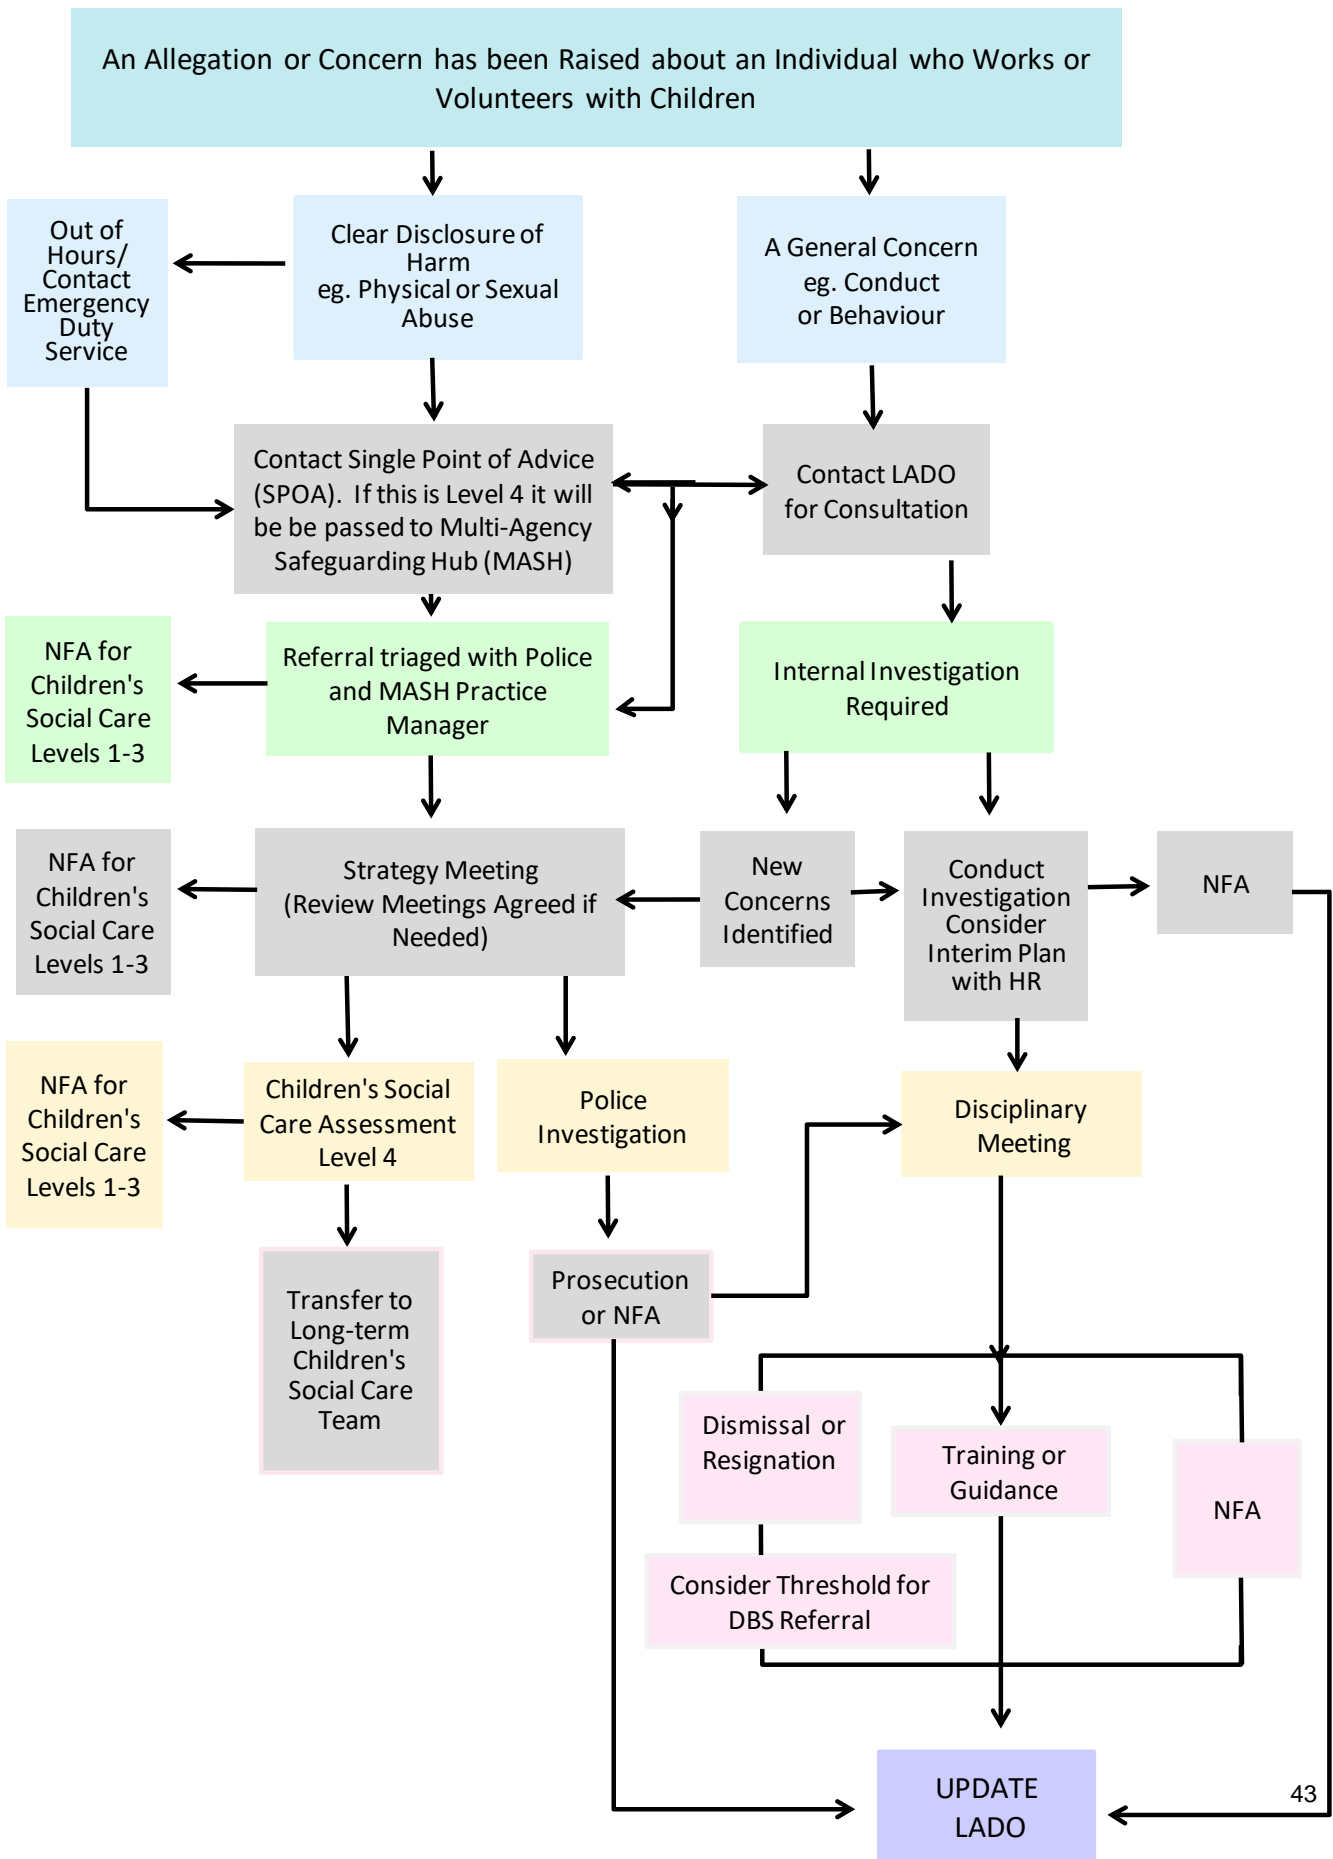 An Allegation or Concern has been Raised about an Individual who Works or
Volunteers with Children
Out of
Hours/
Contact
Emergency
Duty
Service
Clear Disclosure of
Harm
eg. Physical or Sexual
Abuse
A General Concern
eg. Conduct
or Behaviour
Contact Single Point of Advice
(SPOA). If this is Level 4 it will
be be passed to Multi-Agency
Safeguarding Hub (MASH)
Contact LADO
for Consultation
NFA for
Children's
Social Care
Levels 1-3
Referral triaged with Police
and MASH Practice
Manager
Internal Investigation
Required
NFA for
Children's
Social Care
Levels 1-3
Strategy Meeting
(Review Meetings Agreed if
Needed)
New
Concerns
Identified
Conduct
Investigation
Consider
Interim Plan
with HR
NFA
NFA for
Children's
Social Care
Levels 1-3
Children's Social
Care Assessment
Level 4
Police
Investigation
Disciplinary
Meeting
Transfer to
Long-term
Children's
Social Care
Team
Prosecution
or NFA
Dismissal or
Resignation
Training or
Guidance
NFA
Consider Threshold for
DBS Referral
UPDATE
LADO
43